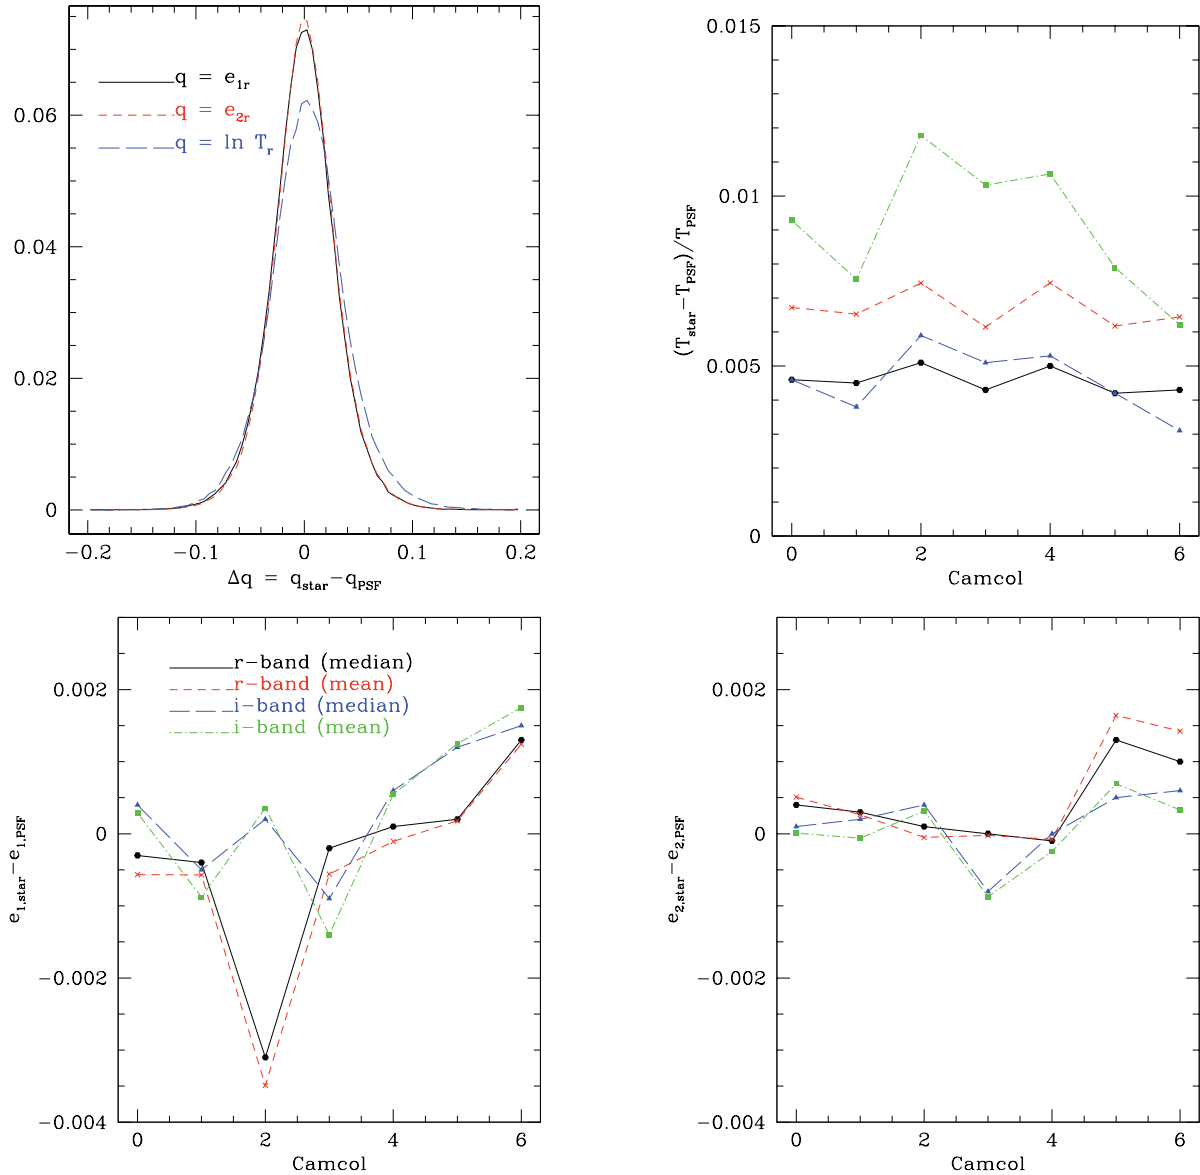 q = e1r
q = e2r
q = ln Tr
0.06
0.04
0.02
0
−0.2 −0.1 0 0.1 0.2
Δq = qstar−qPSF
0.015
0.01
0.005
0
(Tstar−TPSF)/TPSF
0 2 4 6
Camcol
r−band (median)
r−band (mean)
i−band (median)
i−band (mean)
0.002
0
−0.002
−0.004
e1,star−e1,PSF
0 2 4 6
Camcol
0.002
0
−0.002
−0.004
e2,star−e2,PSF
0 2 4 6
Camcol